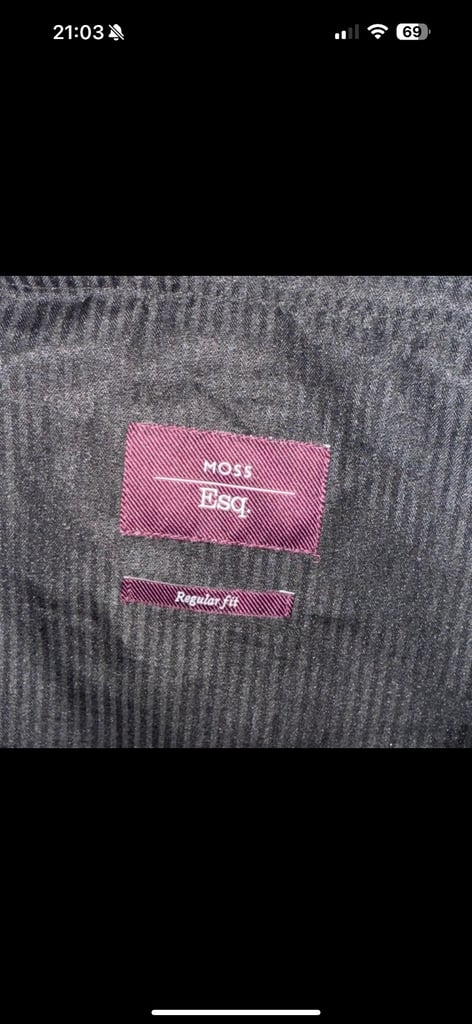 21:03
69
MOSS
Esq.
Regular fit